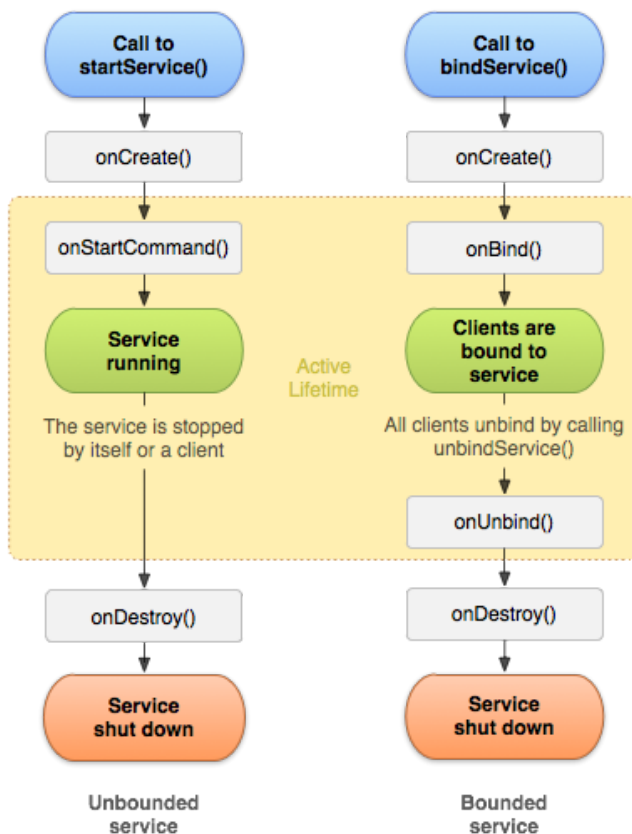 Call to
startService()
onCreate()
onStartCommand()
Service
running
The service is stopped
by itself or a client
onDestroy()
Service
shut down
Unbounded
service
Active
Lifetime
Call to
bindService()
onCreate()
onBind()
Clients are
bound to
service
All clients unbind by calling
unbindService()
onUnbind()
onDestroy()
Service
shut down
Bounded
service